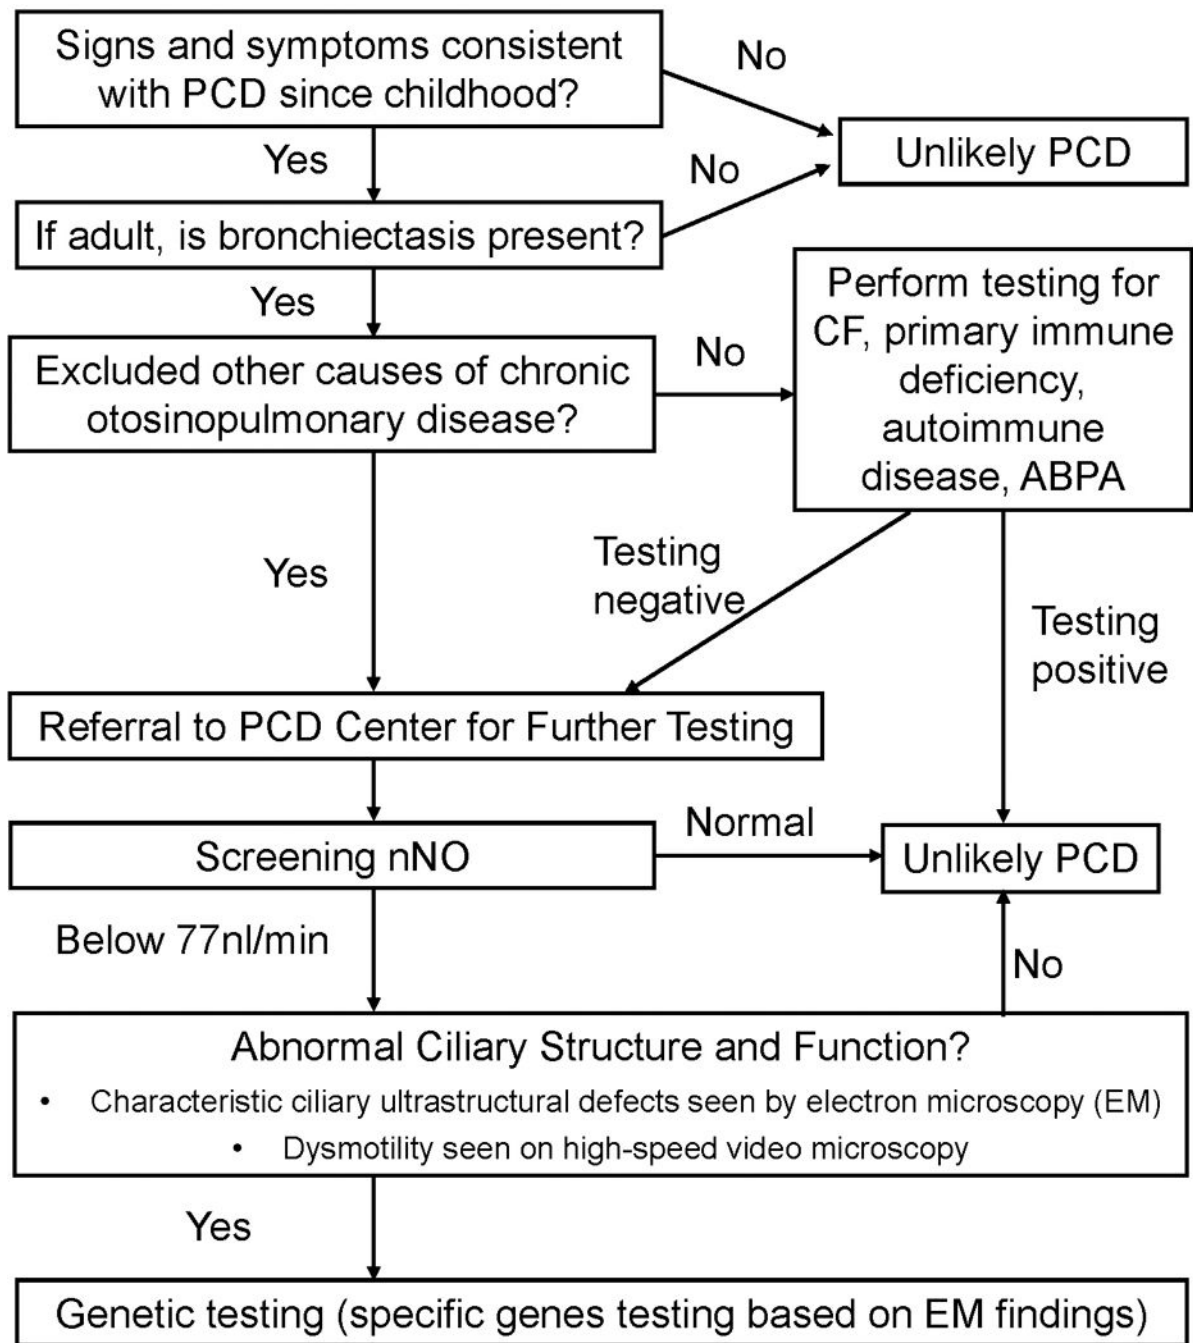 Signs and symptoms consistent
with PCD since childhood?
No
Unlikely PCD
Yes
No
If adult, is bronchiectasis present?
Yes
Perform testing for
CF, primary immune
deficiency,
autoimmune
disease, ABPA
Excluded other causes of chronic
otosinopulmonary disease?
No
Yes
Testing
negative
Testing
positive
Referral to PCD Center for Further Testing
Screening nNO
Normal
Unlikely PCD
Below 77nl/min
No
Abnormal Ciliary Structure and Function?
• Characteristic ciliary ultrastructural defects seen by electron microscopy (EM)
• Dysmotility seen on high-speed video microscopy
Yes
Genetic testing (specific genes testing based on EM findings)